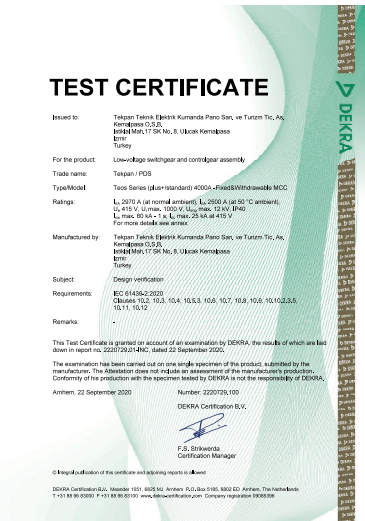 TEST CERTIFICATE
Issued to: Tekpan Teknik Elektrik Kumanda Pano San, ve Turizm Tic, As,
Kemalpasa O,S,B,
Istiklal Mah,17 SK No, 8, Ulucak Kemalpasa
Izmir
Turkey
For the product: Low-voltage switchgear and controlgear assembly
Trade name: Tekpan / PDS
Type/Model: Teos Series (plus+/standard) 4000A -Fixed&Withdrawable MCC
Ratings: 2970 A (at normal ambient), 2500 A (at 50 °C ambient),
415 V, max. 1000 V, max. 12 kV, IP40
max. 80 kA - 1 s, max. 25 kA at 415 V
For more details see annex
Manufactured by: Tekpan Teknik Elektrik Kumanda Pano San, ve Turizm Tic, As,
Kemalpasa O,S,B,
Istiklal Mah,17 SK No, 8, Ulucak Kemalpasa
Izmir
Turkey
Subject: Design verification
Requirements: IEC 61439-2:2020
Clauses 10,2, 10,3, 10,4, 10,5,3, 10,6, 10,7, 10,8, 10,9, 10,10,2,3,5,
10,11, 10,12
Remarks: -
This Test Certificate is granted on account of an examination by DEKRA, the results of which are laid
down in report no. 2220729,01-INC, dated 22 September 2020.
The examination has been carried out on one single specimen of the product, submitted by the
manufacturer. The Attestation does not include an assessment of the manufacturer's production.
Conformity of his production with the specimen tested by DEKRA is not the responsibility of DEKRA,
Arnhem, 22 September 2020 Number: 2220729,100
DEKRA Certification B,V,
F,S, Strikwerda
Certification Manager
© Integral publication of this certificate and adjoining reports is allowed
DEKRA Certification B.V. Meander 1051, 6825 MJ Arnhem P.O. Box 5185, 6802 ED Arnhem, The Netherlands
T +31 88 96 83000 F +31 88 96 83100 www.dekra-certification.com Company registration 09085396
DEKRA